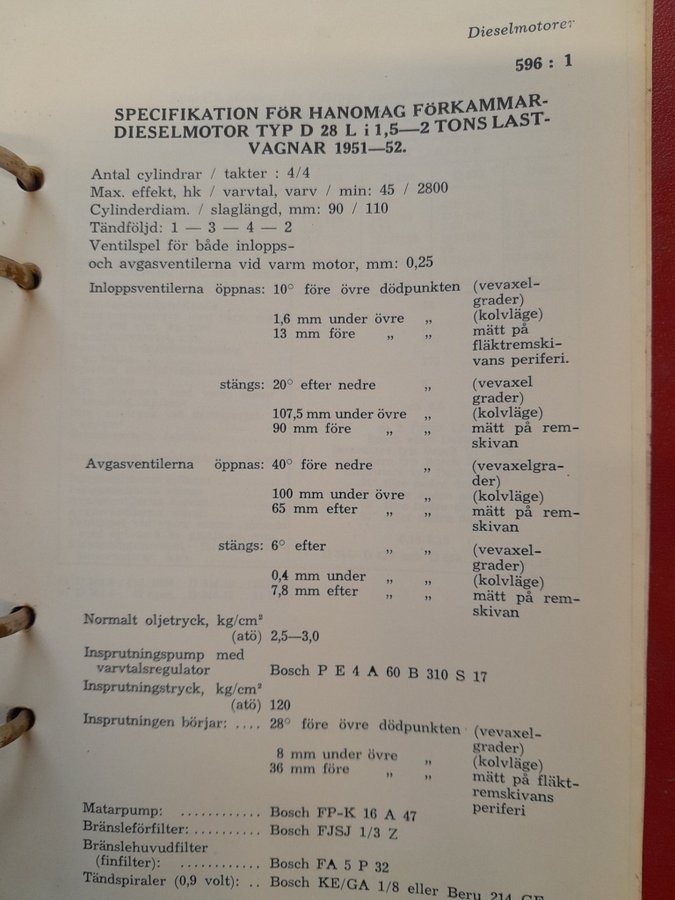 Dieselmotorer
596 : 1
SPECIFIKATION FöR HANOMAG FöRKAMMAR-
DIESELMOTOR TYP D 28 L i 1,5—2 TONS LAST-
VAGNAR 1951—52.
Antal cylindrar / takter : 4/4
Max. effekt, hk / varvtal, varv / min: 45 / 2800
Cylinderdiam. / slaglängd, mm: 90 / 110
Tändföljd: 1 — 3 — 4 — 2
Ventilspel för både inlopps-
och avgasventilerna vid varm motor, mm: 0,25
Inloppsventilerna öppnas: 10° före övre dödpunkten (vevaxel-
grader)
1,6 mm under övre „ (kolvläge)
13 mm före „ „ mätt på
fläktremski-
vans periferi.
stängs: 20° efter nedre „ (vevaxel
grader)
107,5 mm under övre „ (kolvläge)
90 mm före „ „ mätt på rem-
skivan
Avgasventilerna öppnas: 40° före nedre „ (vevaxelgra-
der)
100 mm under övre „ (kolvläge)
65 mm efter „ „ mätt på rem-
skivan
stängs: 6° efter „ „ (vevaxel-
grader)
0,4 mm under „ „ (kolvläge)
7,8 mm efter „ „ mätt på rem-
skivan
Normalt oljetryck, kg/cm²
(atö) 2,5—3,0
Insprutningspump med
varvtalsregulator Bosch P E 4 A 60 B 310 S 17
Insprutningstryck, kg/cm²
(atö) 120
Insprutningen börjar: .... 28° före övre dödpunkten (vevaxel-
grader)
8 mm under övre „ (kolvläge)
36 mm före „ „ mätt på fläkt-
remskivans
periferi
Matarpump: ............ Bosch FP-K 16 A 47
Bränsleförfilter: .......... Bosch FJSJ 1/3 Z
Bränslehuvudfilter
(finfilter): ............ Bosch FA 5 P 32
Tändspiraler (0,9 volt): .. Bosch KE/GA 1/8 eller Beru 214 GE